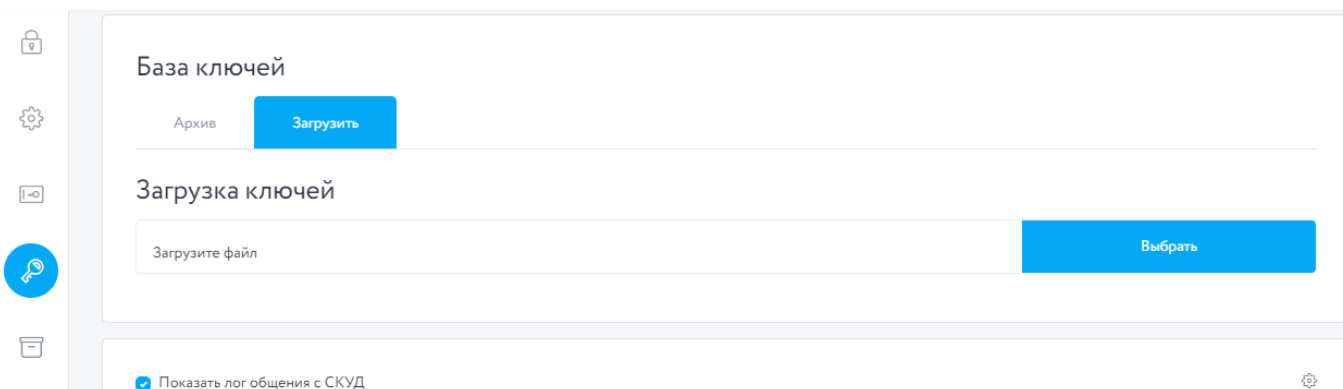 База ключей
Архив
Загрузить
Загрузка ключей
Загрузите файл
Выбрать
Показать лог общения с СКУД